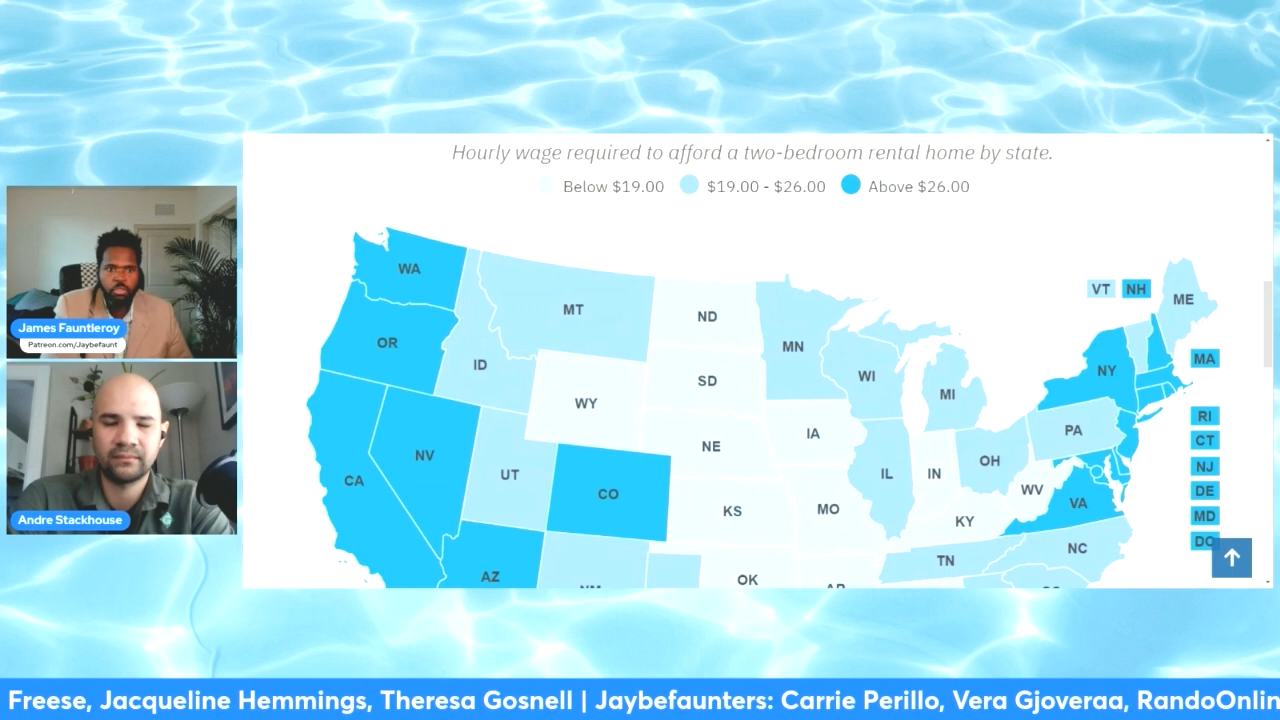 Hourly wage required to afford a two-bedroom rental home by state.
Below $19.00 $19.00 - $26.00 Above $26.00
WA
MT
ND
VT NH
ME
OR
ID
MN
SD
WI
NY
MA
WY
MI
RI
NV
NE
IA
PA
CT
CA
UT
CO
IL
IN
OH
NJ
WV
DE
KS
MO
KY
VA
MD
TN
NC
DC
AZ
OK
James Fauntleroy
Patreon.com/Jaybefaunt
Andre Stackhouse
Freese, Jacqueline Hemmings, Theresa Gosnell | Jaybefaunters: Carrie Perillo, Vera Gjoveraa, RandoOnlin